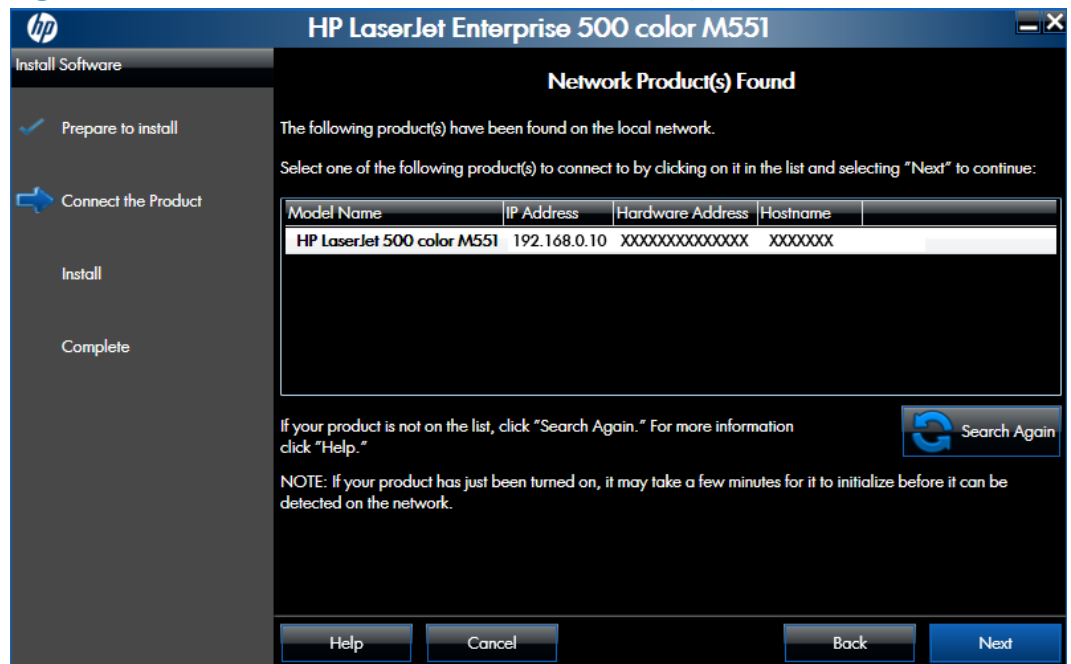 hp
HP LaserJet Enterprise 500 color M551
Install Software
Prepare to install
Connect the Product
Install
Complete
Network Product(s) Found
The following product(s) have been found on the local network.
Select one of the following product(s) to connect to by clicking on it in the list and selecting "Next" to continue:
Model Name IP Address Hardware Address Hostname
HP LaserJet 500 color M551 192.168.0.10 XXXXXXXXXXXXXX XXXXXXX
If your product is not on the list, click "Search Again." For more information
click "Help."
Search Again
NOTE: If your product has just been turned on, it may take a few minutes for it to initialize before it can be
detected on the network.
Help Cancel Back Next